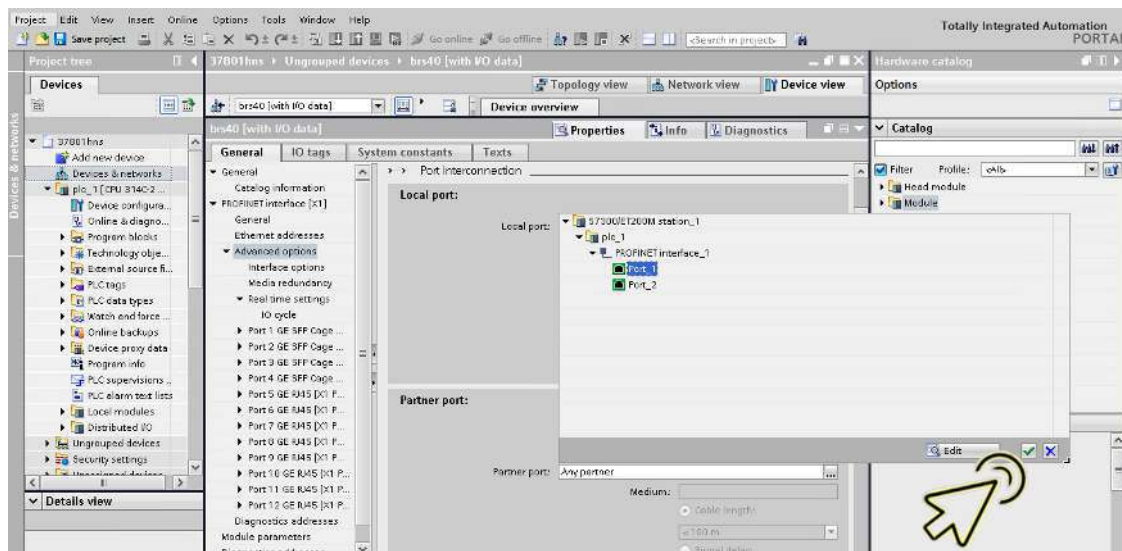 Project Edit View Insert Online Options Tools Window Help
Totally Integrated Automation
PORTAL
Save project
Go online
Go offline
<Search in project>
Project tree
37801hns › Ungrouped devices › brs40 [with I/O data]
Hardware catalog
Devices
Topology view
Network view
Device view
Options
brs40 [with I/O data]
Device overview
brs40 [with I/O data]
Properties
Info
Diagnostics
Catalog
General
IO tags
System constants
Texts
Filter
Profile:
<All>
Head module
Module
Devices & networks
37801hns
Add new device
Devices & networks
plc_1 [CPU 314C-2 ...
Device configura...
Online & diagno...
Program blocks
Technology obje...
External source fi...
PLC tags
PLC data types
Watch and force ...
Online backups
Device proxy data
Program info
PLC supervisions ..
PLC alarm text lists
Local modules
Distributed I/O
Ungrouped devices
Security settings
Details view
General
Catalog information
PROFINET interface [X1]
General
Ethernet addresses
Advanced options
Interface options
Media redundancy
Real time settings
IO cycle
Port 1 GE SFP Cage ...
Port 2 GE SFP Cage ...
Port 3 GE SFP Cage ...
Port 4 GE SFP Cage ...
Port 5 GE RJ45 [X1 P...
Port 6 GE RJ45 [X1 P...
Port 7 GE RJ45 [X1 P...
Port 8 GE RJ45 [X1 P...
Port 9 GE RJ45 [X1 P...
Port 10 GE RJ45 [X1 P...
Port 11 GE RJ45 [X1 P...
Port 12 GE RJ45 [X1 P...
Diagnostics addresses
Module parameters
› › Port Interconnection
Local port:
Local port:
S7300/ET200M station_1
plc_1
PROFINET interface_1
Port_1
Port_2
Edit
Partner port:
Partner port:
Any partner
...
Medium:
Cable length:
<100 m